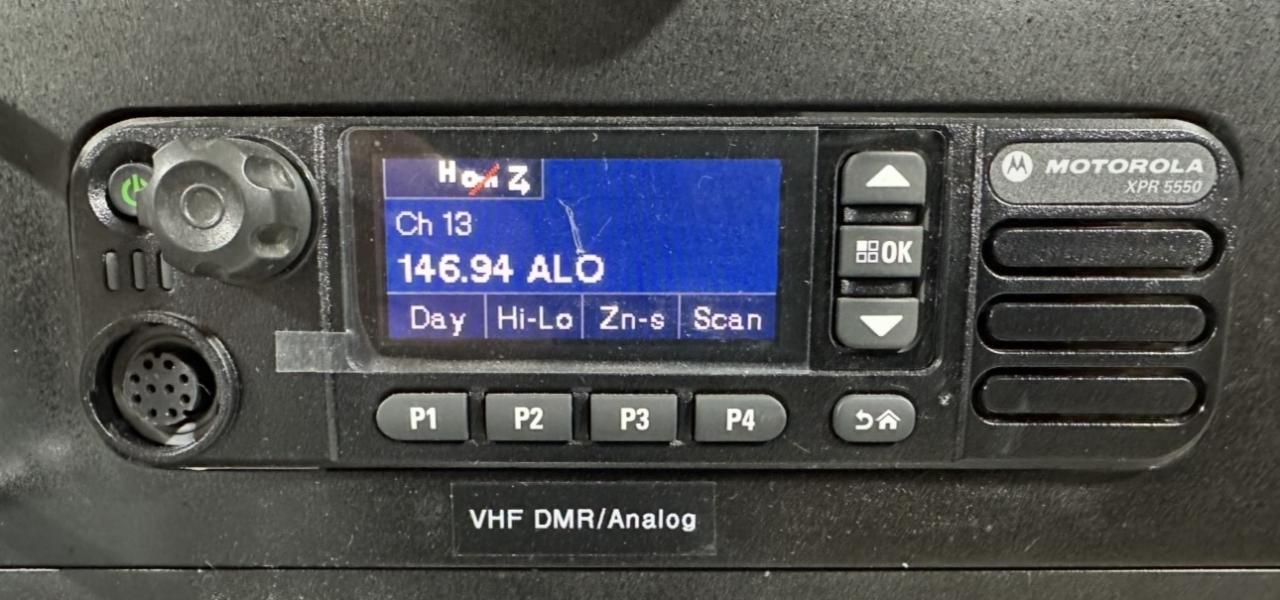 H
Ch 13
146.94 ALO
Day Hi-Lo Zn-s Scan
OK
MOTOROLA
XPR 5550
P1 P2 P3 P4
VHF DMR/Analog